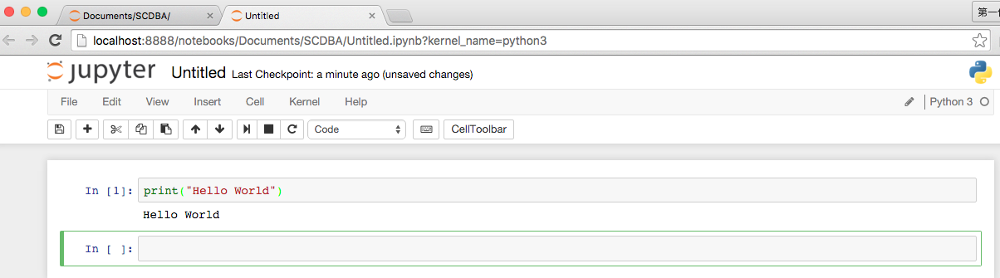 Documents/SCDBA/
Untitled
第一
localhost:8888/notebooks/Documents/SCDBA/Untitled.ipynb?kernel_name=python3
jupyter Untitled Last Checkpoint: a minute ago (unsaved changes)
File Edit View Insert Cell Kernel Help Python 3
Code CellToolbar
In [1]: print("Hello World")
Hello World
In [ ]: